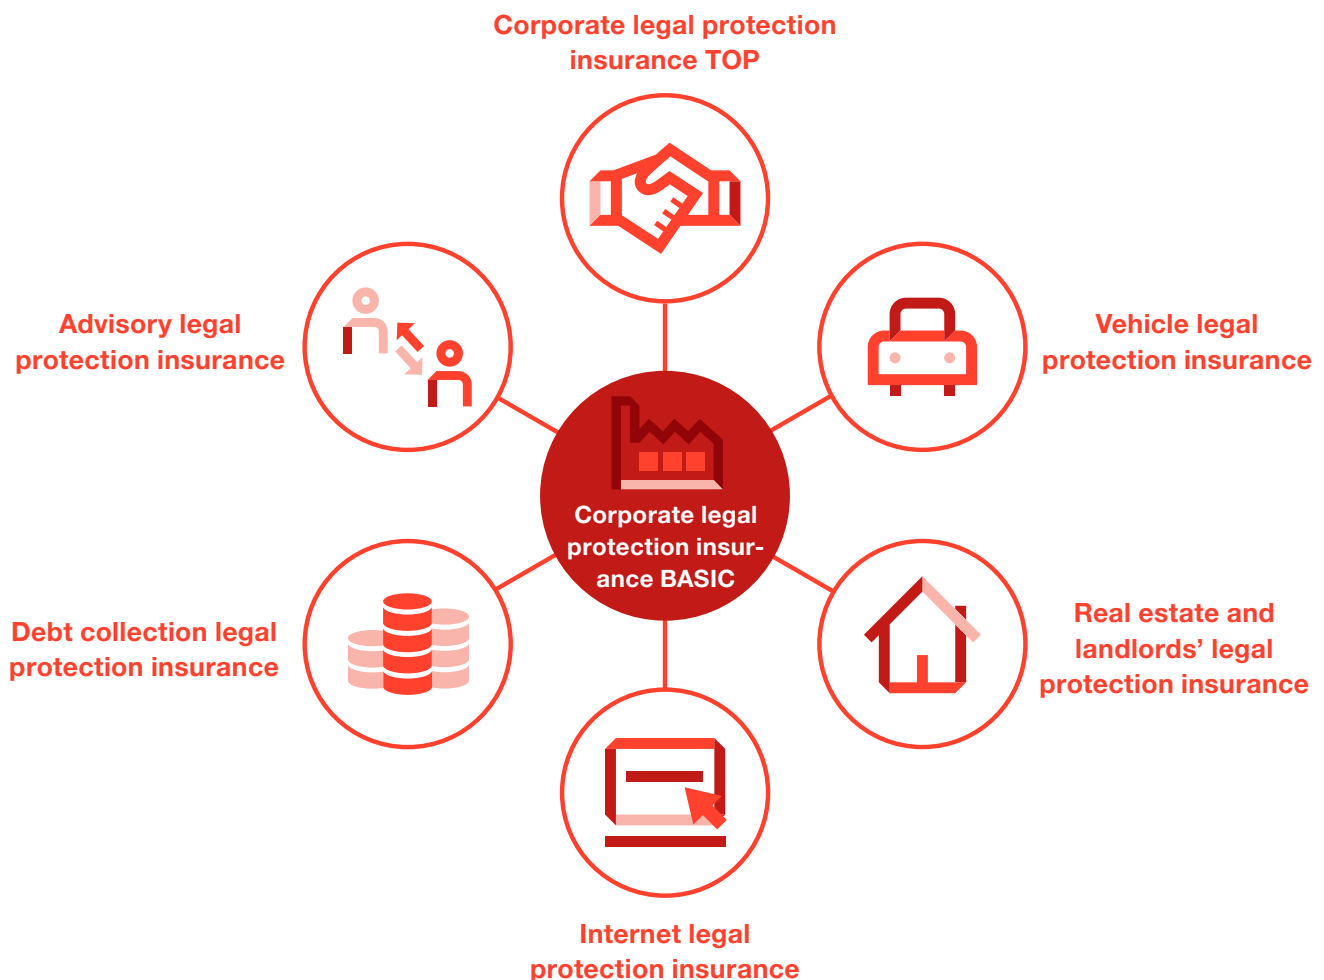 Corporate legal protection
insurance TOP
Advisory legal
protection insurance
Vehicle legal
protection insurance
Corporate legal
protection insur-
ance BASIC
Debt collection legal
protection insurance
Real estate and
landlords’ legal
protection insurance
Internet legal
protection insurance